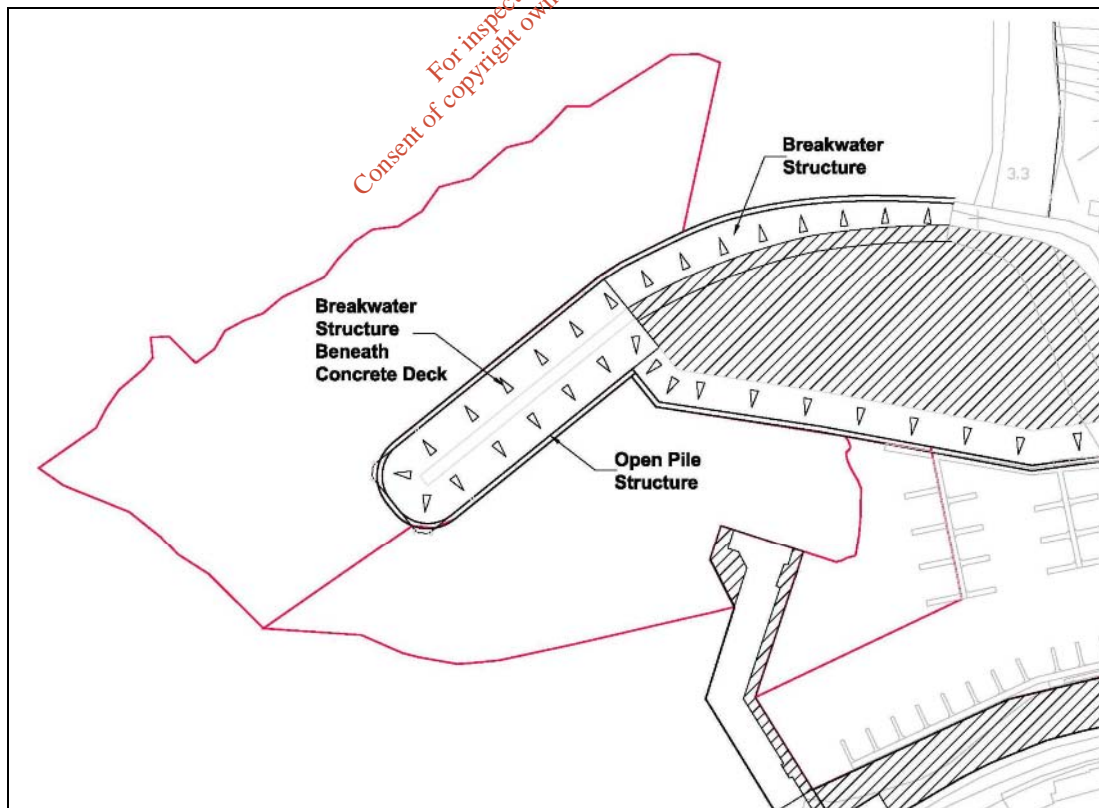 For inspec
Consent of copyright own
Breakwater
Structure
3.3
Breakwater
Structure
Beneath
Concrete Deck
Open Pile
Structure